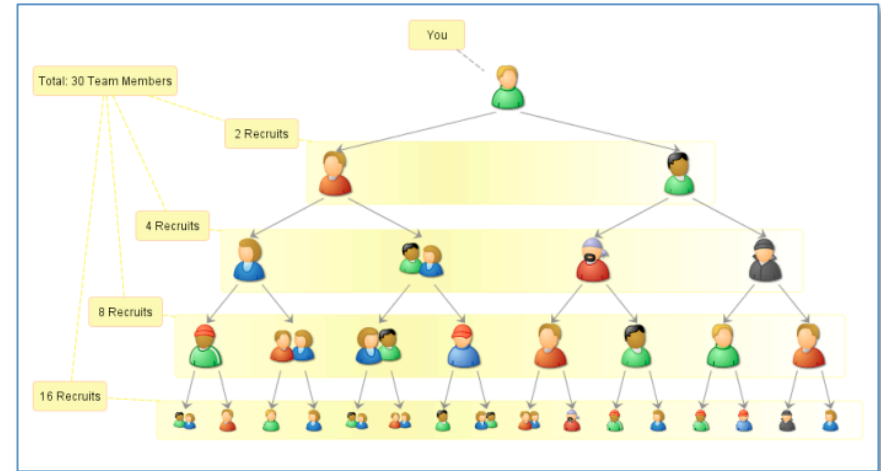 You
Total: 30 Team Members
2 Recruits
4 Recruits
8 Recruits
16 Recruits